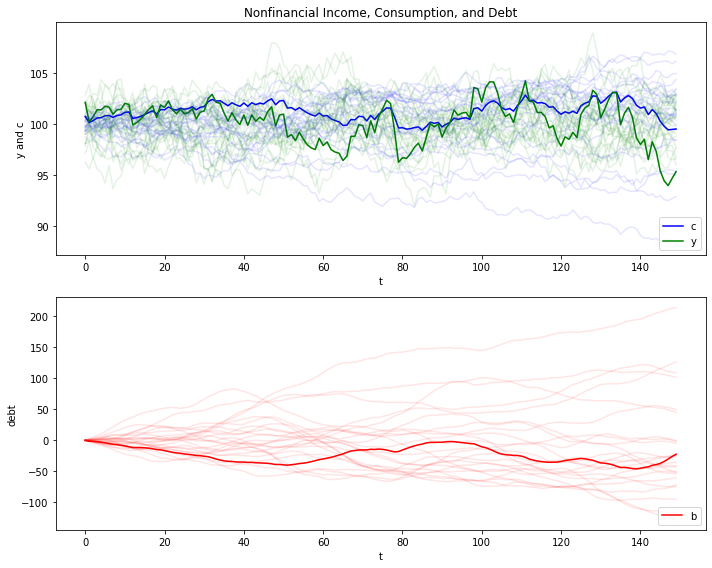 Nonfinancial Income, Consumption, and Debt
105
100
95
90
y and c
c
y
0 20 40 60 80 100 120 140
t
200
150
100
50
0
−50
−100
debt
b
0 20 40 60 80 100 120 140
t